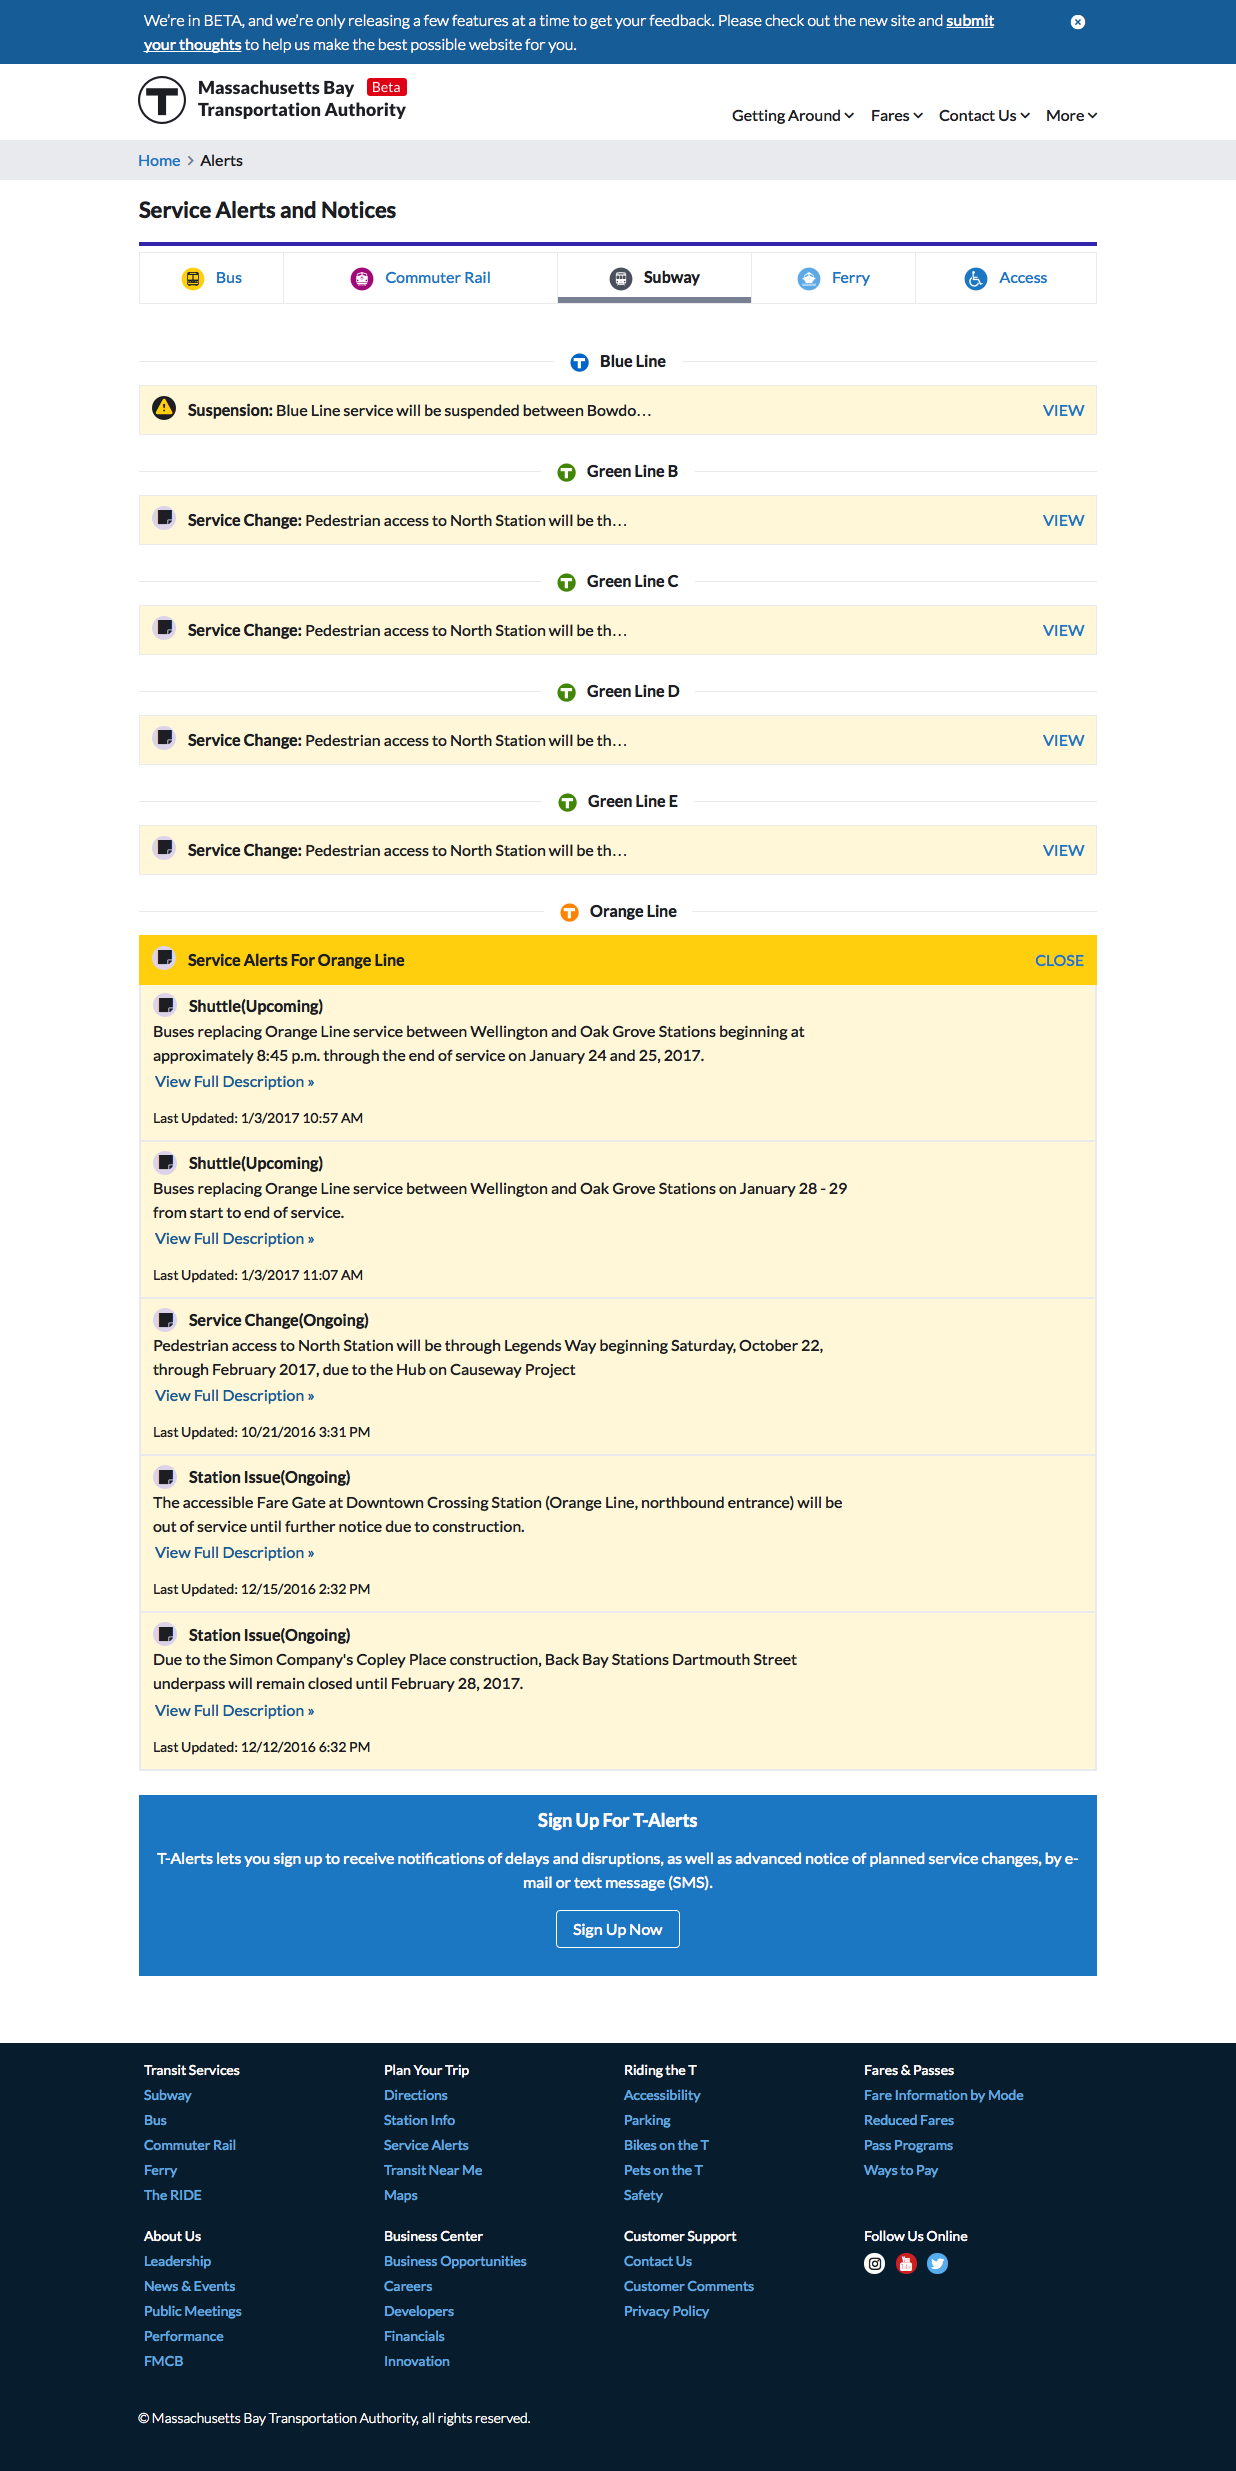 We're in BETA, and we're only releasing a few features at a time to get your feedback. Please check out the new site and submit
your thoughts to help us make the best possible website for you.
T Massachusetts Bay Beta
Transportation Authority
Getting Around Fares Contact Us More
Home > Alerts
Service Alerts and Notices
Bus Commuter Rail Subway Ferry Access
T Blue Line
Suspension: Blue Line service will be suspended between Bowdo... VIEW
T Green Line B
Service Change: Pedestrian access to North Station will be th... VIEW
T Green Line C
Service Change: Pedestrian access to North Station will be th... VIEW
T Green Line D
Service Change: Pedestrian access to North Station will be th... VIEW
T Green Line E
Service Change: Pedestrian access to North Station will be th... VIEW
T Orange Line
Service Alerts For Orange Line CLOSE
Shuttle(Upcoming)
Buses replacing Orange Line service between Wellington and Oak Grove Stations beginning at
approximately 8:45 p.m. through the end of service on January 24 and 25, 2017.
View Full Description »
Last Updated: 1/3/2017 10:57 AM
Shuttle(Upcoming)
Buses replacing Orange Line service between Wellington and Oak Grove Stations on January 28 - 29
from start to end of service.
View Full Description »
Last Updated: 1/3/2017 11:07 AM
Service Change(Ongoing)
Pedestrian access to North Station will be through Legends Way beginning Saturday, October 22,
through February 2017, due to the Hub on Causeway Project
View Full Description »
Last Updated: 10/21/2016 3:31 PM
Station Issue(Ongoing)
The accessible Fare Gate at Downtown Crossing Station (Orange Line, northbound entrance) will be
out of service until further notice due to construction.
View Full Description »
Last Updated: 12/15/2016 2:32 PM
Station Issue(Ongoing)
Due to the Simon Company's Copley Place construction, Back Bay Stations Dartmouth Street
underpass will remain closed until February 28, 2017.
View Full Description »
Last Updated: 12/12/2016 6:32 PM
Sign Up For T-Alerts
T-Alerts lets you sign up to receive notifications of delays and disruptions, as well as advanced notice of planned service changes, by e-
mail or text message (SMS).
Sign Up Now
Transit Services
Subway
Bus
Commuter Rail
Ferry
The RIDE
Plan Your Trip
Directions
Station Info
Service Alerts
Transit Near Me
Maps
Riding the T
Accessibility
Parking
Bikes on the T
Pets on the T
Safety
Fares & Passes
Fare Information by Mode
Reduced Fares
Pass Programs
Ways to Pay
About Us
Leadership
News & Events
Public Meetings
Performance
FMCB
Business Center
Business Opportunities
Careers
Developers
Financials
Innovation
Customer Support
Contact Us
Customer Comments
Privacy Policy
Follow Us Online
© Massachusetts Bay Transportation Authority, all rights reserved.